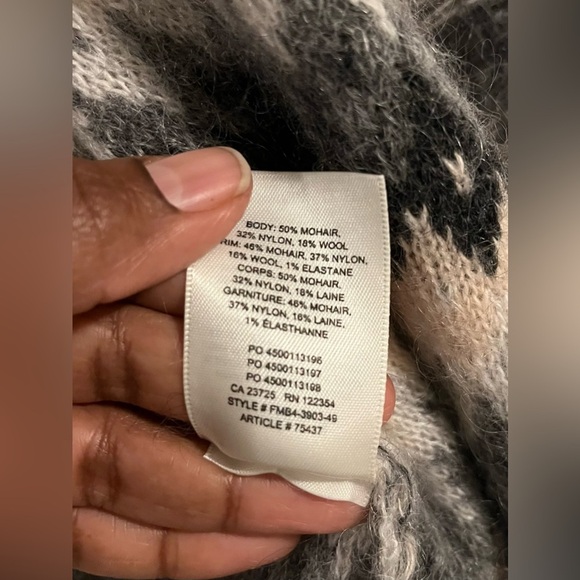 BODY: 50% MOHAIR,
32% NYLON, 18% WOOL
RIM: 46% MOHAIR, 37% NYLON,
16% WOOL, 1% ELASTANE
CORPS: 50% MOHAIR,
32% NYLON, 18% LAINE
GARNITURE: 46% MOHAIR,
37% NYLON, 16% LAINE,
1% ÉLASTHANNE
PO 4500113196
PO 4500113197
PO 4500113198
CA 23725 RN 122354
STYLE # FMB4-3903-49
ARTICLE # 75437